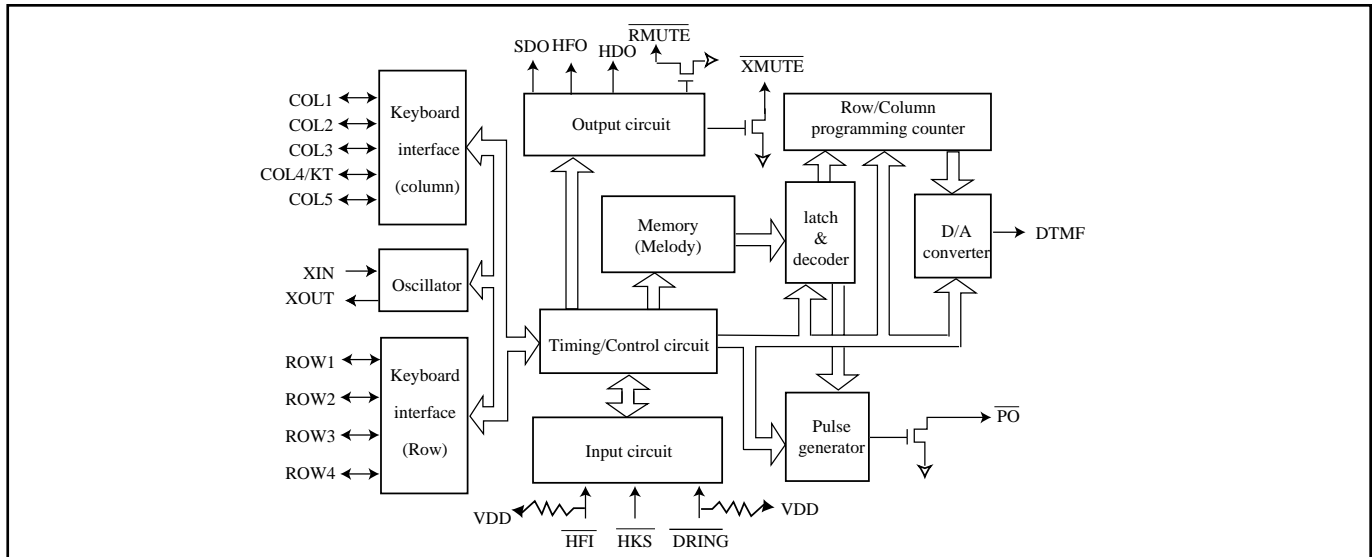 SDO
HFO
HDO
RMUTE
XMUTE
COL1
COL2
COL3
COL4/KT
COL5
Keyboard
interface
(column)
Output circuit
Row/Column
programming counter
Memory
(Melody)
latch
&
decoder
D/A
converter
DTMF
XIN
XOUT
Oscillator
Timing/Control circuit
ROW1
ROW2
ROW3
ROW4
Keyboard
interface
(Row)
Input circuit
Pulse
generator
PO
VDD
HFI
HKS
DRING
VDD